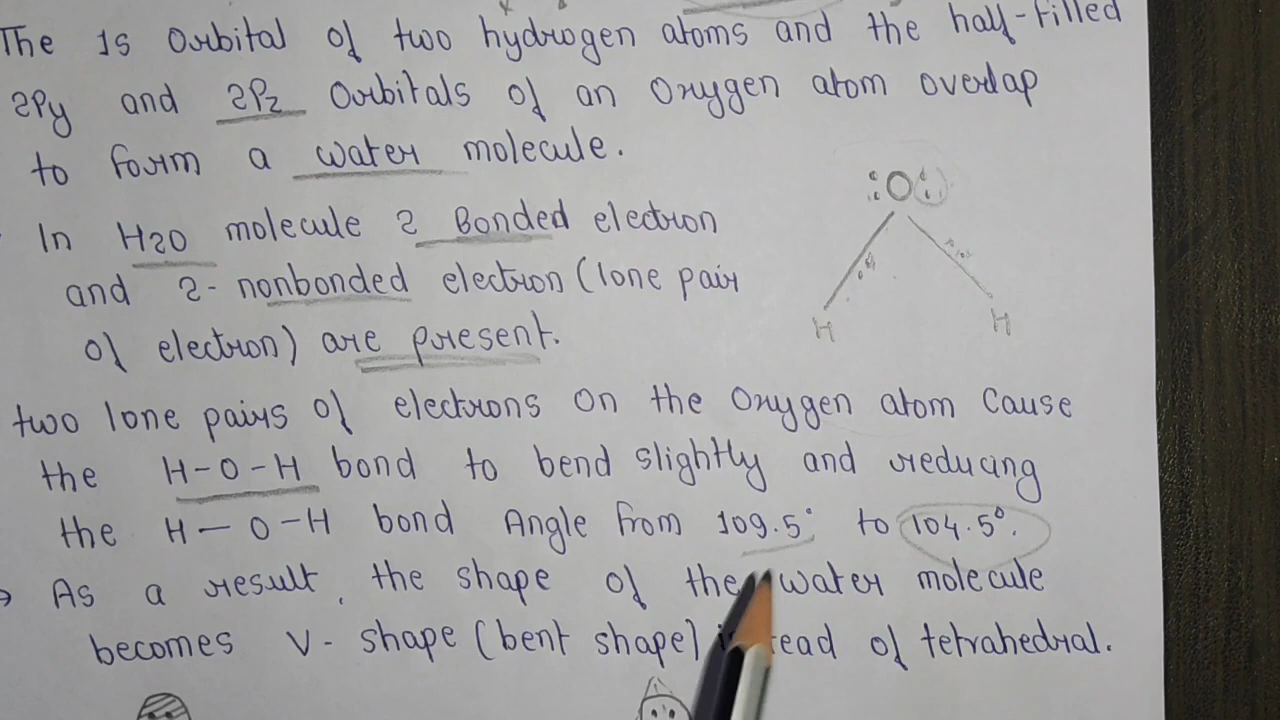 The 1s Orbital of two hydrogen atoms and the half-filled
2Py and 2Pz Orbitals of an Oxygen atom overlap
to form a water molecule.
:O:
In H2O molecule 2 Bonded electron
and 2-nonbonded electron (lone pair
of electron) are present.
H H
two lone pairs of electrons On the Oxygen atom Cause
the H-O-H bond to bend slightly and reducing
the H-O-H bond Angle from 109.5° to 104.5°.
→ As a result, the shape of the water molecule
becomes V-shape (bent shape) tead of tetrahedral.